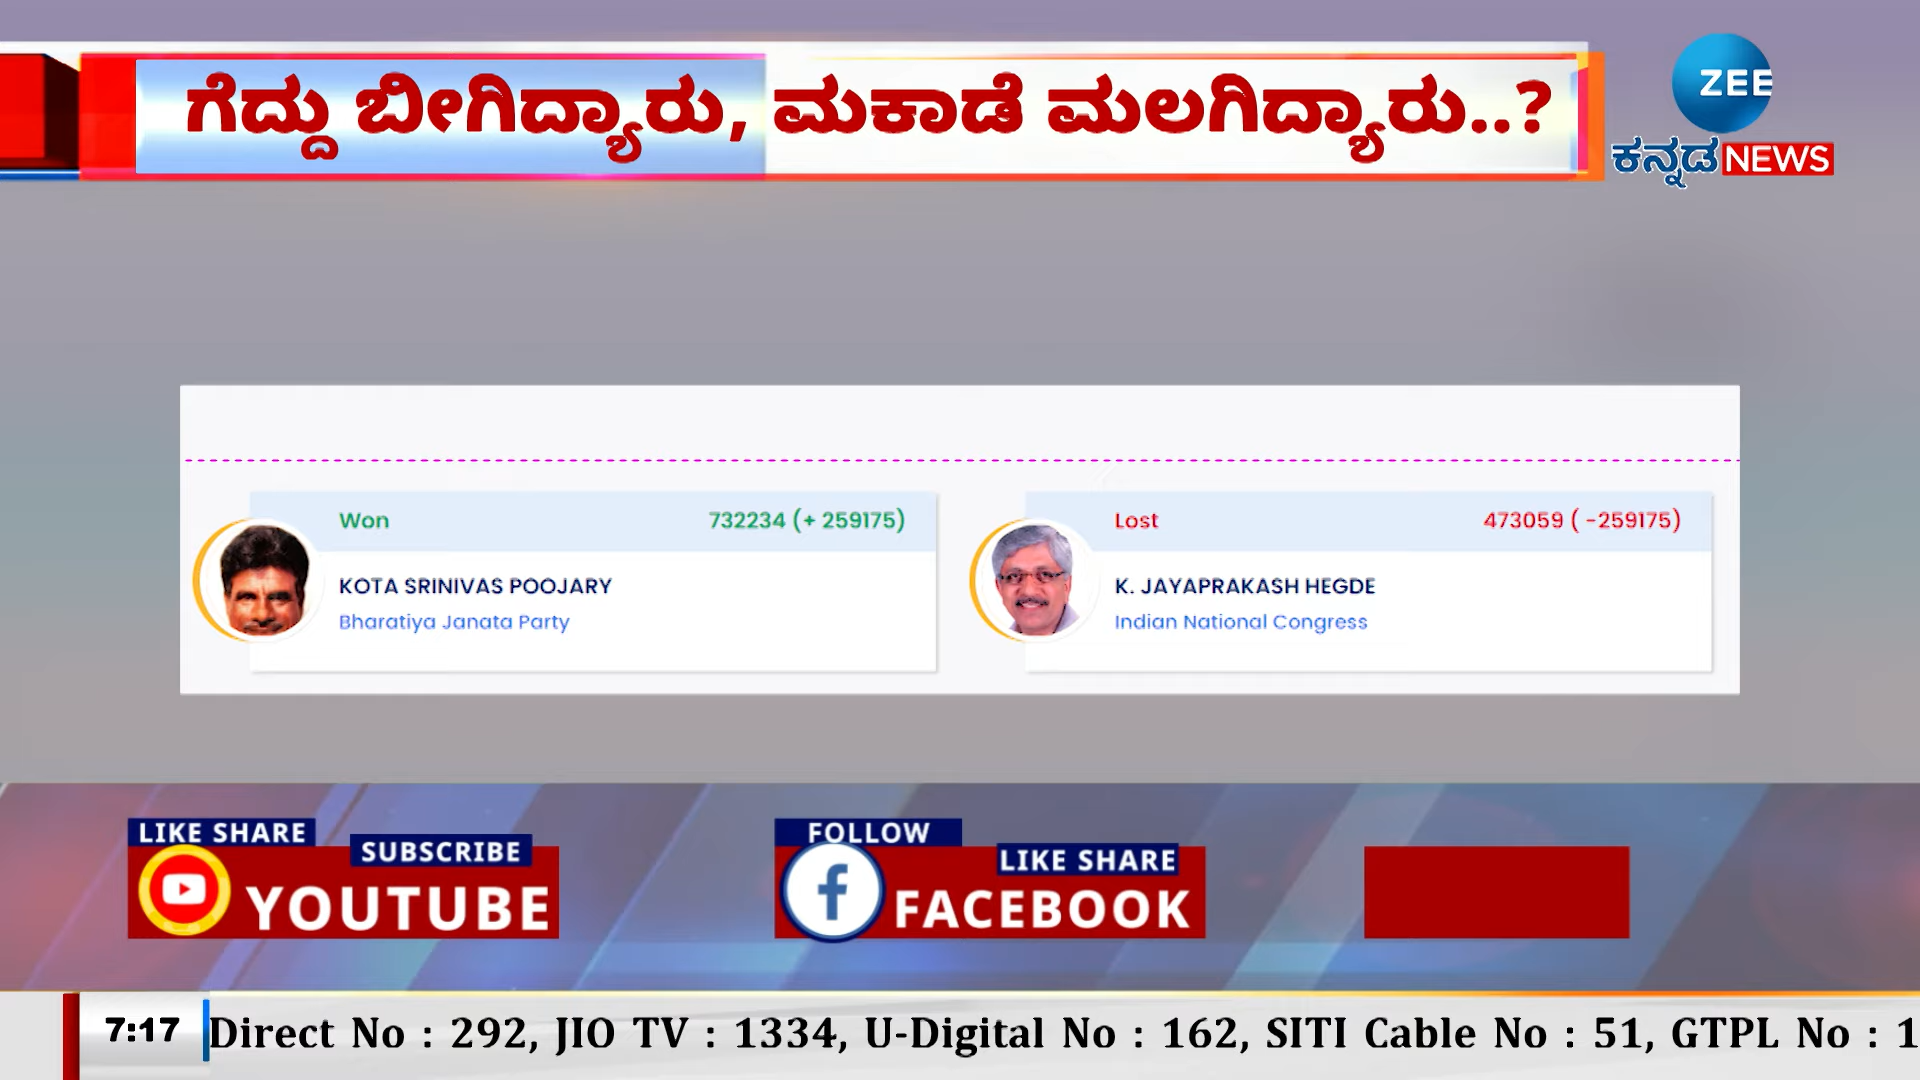 ಗೆದ್ದು ಬೀಗಿದ್ಯಾರು, ಮಕಾಡೆ ಮಲಗಿದ್ಯಾರು..?
ZEE
ಕನ್ನಡ NEWS
Won 732234 (+ 259175)
KOTA SRINIVAS POOJARY
Bharatiya Janata Party
Lost 473059 ( -259175)
K. JAYAPRAKASH HEGDE
Indian National Congress
LIKE SHARE
SUBSCRIBE
YOUTUBE
FOLLOW
LIKE SHARE
FACEBOOK
7:17 Direct No : 292, JIO TV : 1334, U-Digital No : 162, SITI Cable No : 51, GTPL No : 1